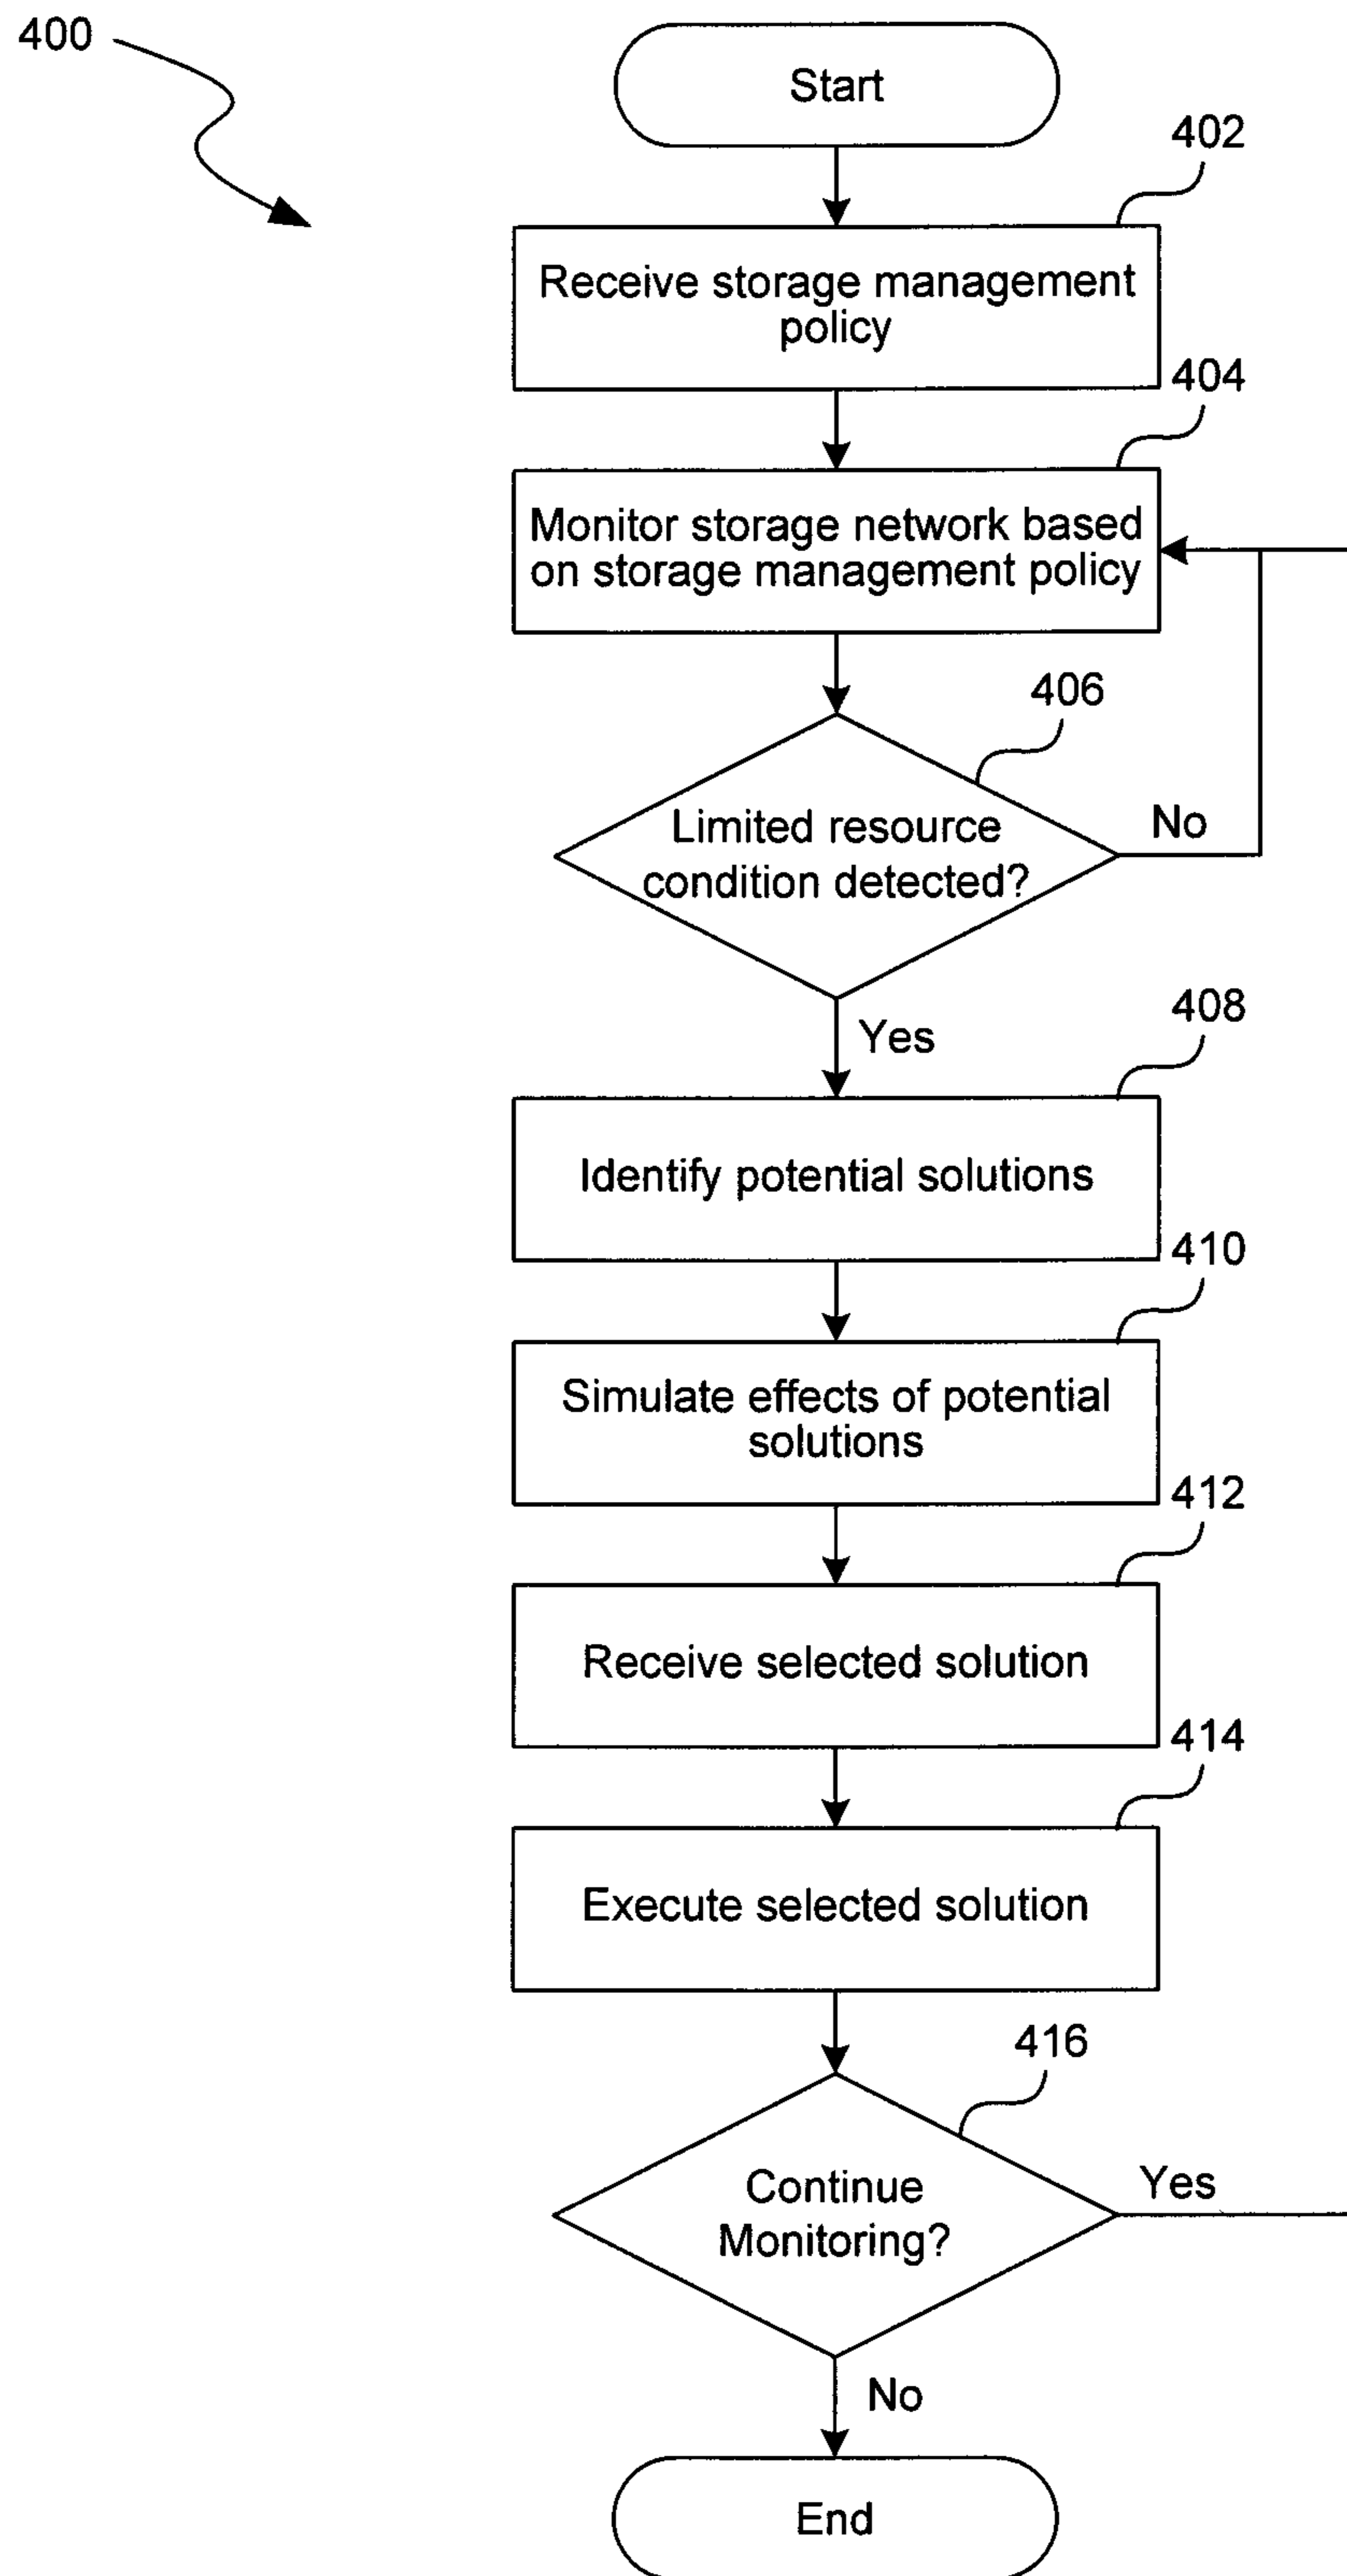 400
Start
402
Receive storage management
policy
404
Monitor storage network based
on storage management policy
406
Limited resource
condition detected?
No
Yes
408
Identify potential solutions
410
Simulate effects of potential
solutions
412
Receive selected solution
414
Execute selected solution
416
Continue
Monitoring?
Yes
No
End